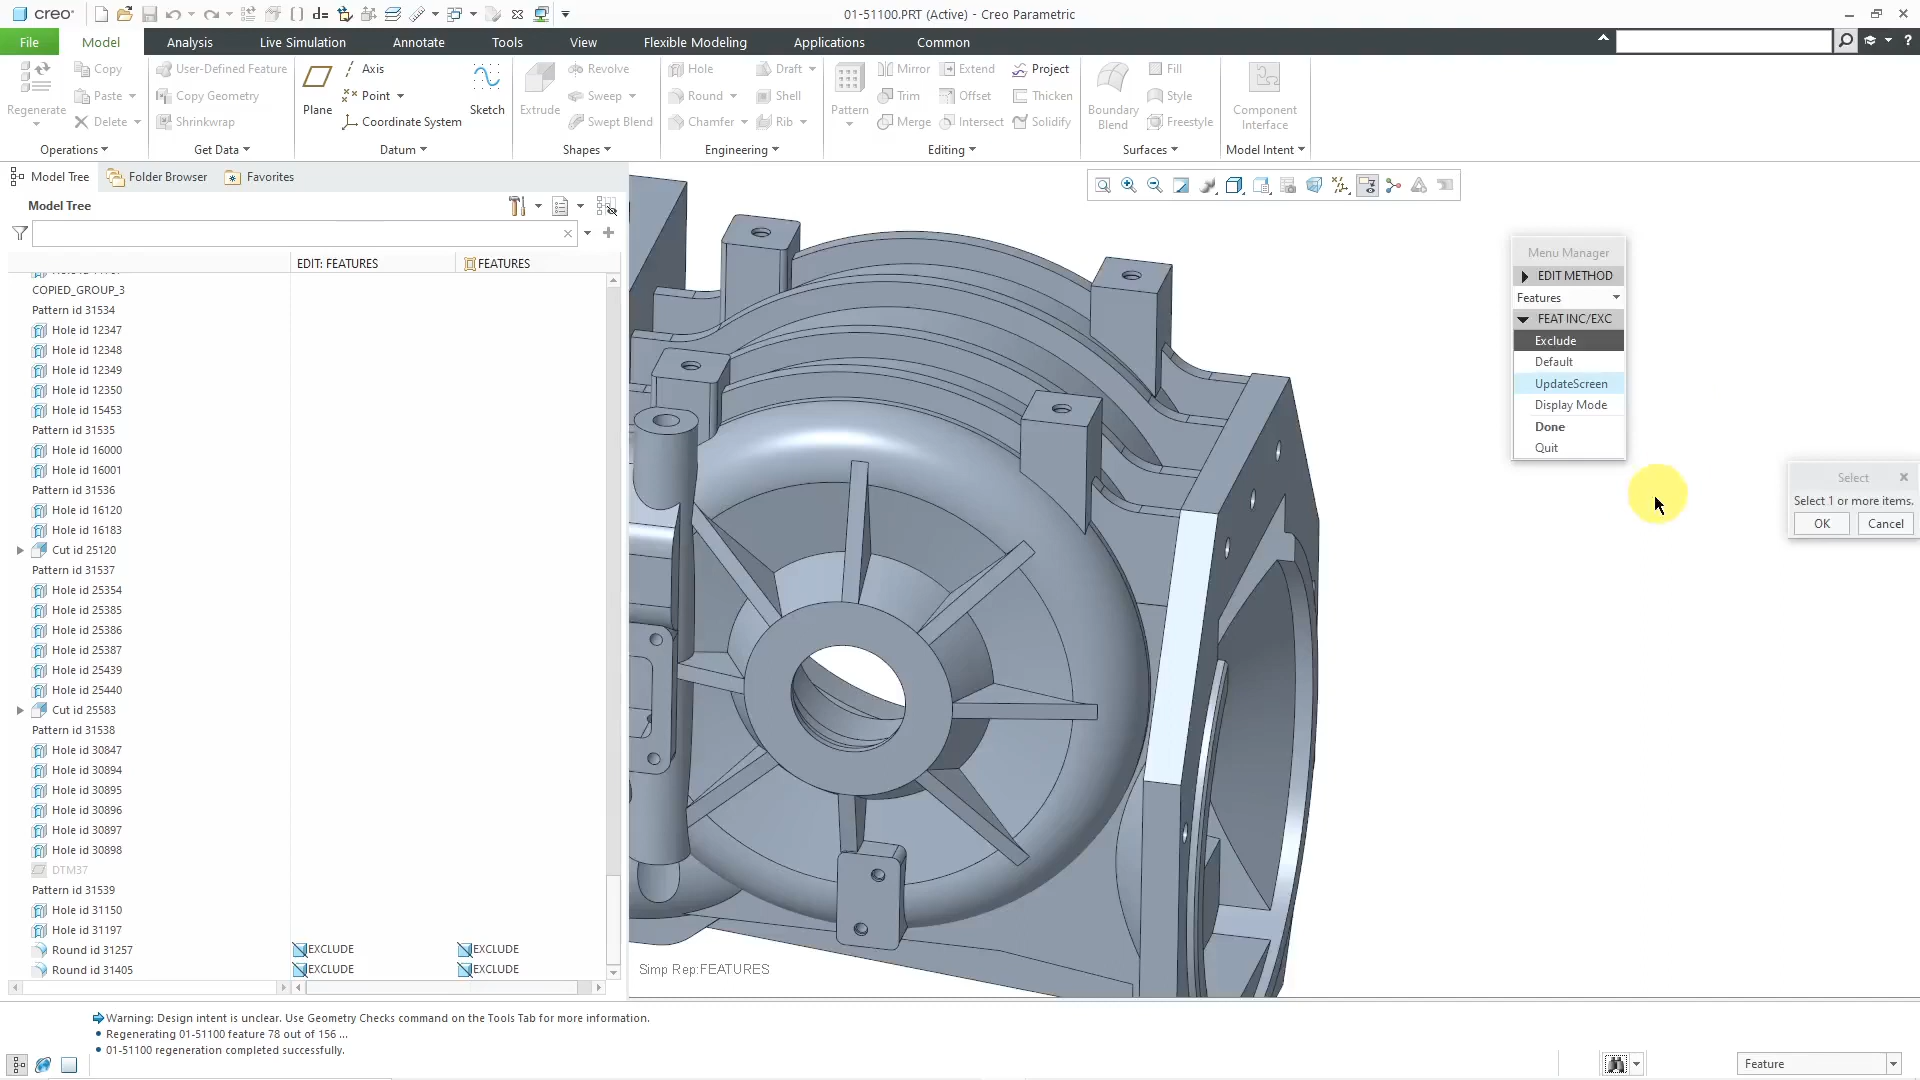 creo
01-51100.PRT (Active) - Creo Parametric
File
Model
Analysis
Live Simulation
Annotate
Tools
View
Flexible Modeling
Applications
Common
Regenerate
Copy
Paste
Delete
Operations
User-Defined Feature
Copy Geometry
Shrinkwrap
Get Data
Plane
Axis
Point
Coordinate System
Sketch
Datum
Extrude
Revolve
Sweep
Swept Blend
Shapes
Hole
Round
Chamfer
Draft
Shell
Rib
Engineering
Pattern
Mirror
Trim
Merge
Extend
Offset
Intersect
Project
Thicken
Solidify
Editing
Boundary
Blend
Fill
Style
Freestyle
Surfaces
Component
Interface
Model Intent
Model Tree
Folder Browser
Favorites
Model Tree
EDIT: FEATURES
FEATURES
COPIED_GROUP_3
Pattern id 31534
Hole id 12347
Hole id 12348
Hole id 12349
Hole id 12350
Hole id 15453
Pattern id 31535
Hole id 16000
Hole id 16001
Pattern id 31536
Hole id 16120
Hole id 16183
Cut id 25120
Pattern id 31537
Hole id 25354
Hole id 25385
Hole id 25386
Hole id 25387
Hole id 25439
Hole id 25440
Cut id 25583
Pattern id 31538
Hole id 30847
Hole id 30894
Hole id 30895
Hole id 30896
Hole id 30897
Hole id 30898
DTM37
Pattern id 31539
Hole id 31150
Hole id 31197
Round id 31257 EXCLUDE EXCLUDE
Round id 31405 EXCLUDE EXCLUDE
Simp Rep:FEATURES
Menu Manager
EDIT METHOD
Features
FEAT INC/EXC
Exclude
Default
UpdateScreen
Display Mode
Done
Quit
Select
Select 1 or more items.
OK Cancel
Warning: Design intent is unclear. Use Geometry Checks command on the Tools Tab for more information.
• Regenerating 01-51100 feature 78 out of 156 ...
• 01-51100 regeneration completed successfully.
Feature